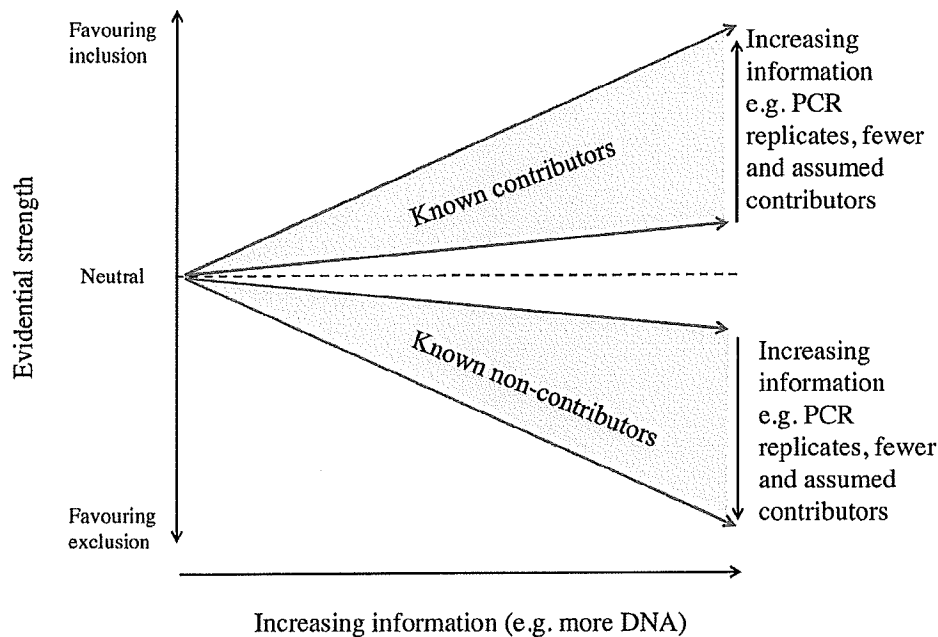 Favouring
inclusion
Increasing
information
e.g. PCR
replicates, fewer
and assumed
contributors
Known contributors
Evidential strength
Neutral
Known non-contributors
Increasing
information
e.g. PCR
replicates, fewer
and assumed
contributors
Favouring
exclusion
Increasing information (e.g. more DNA)